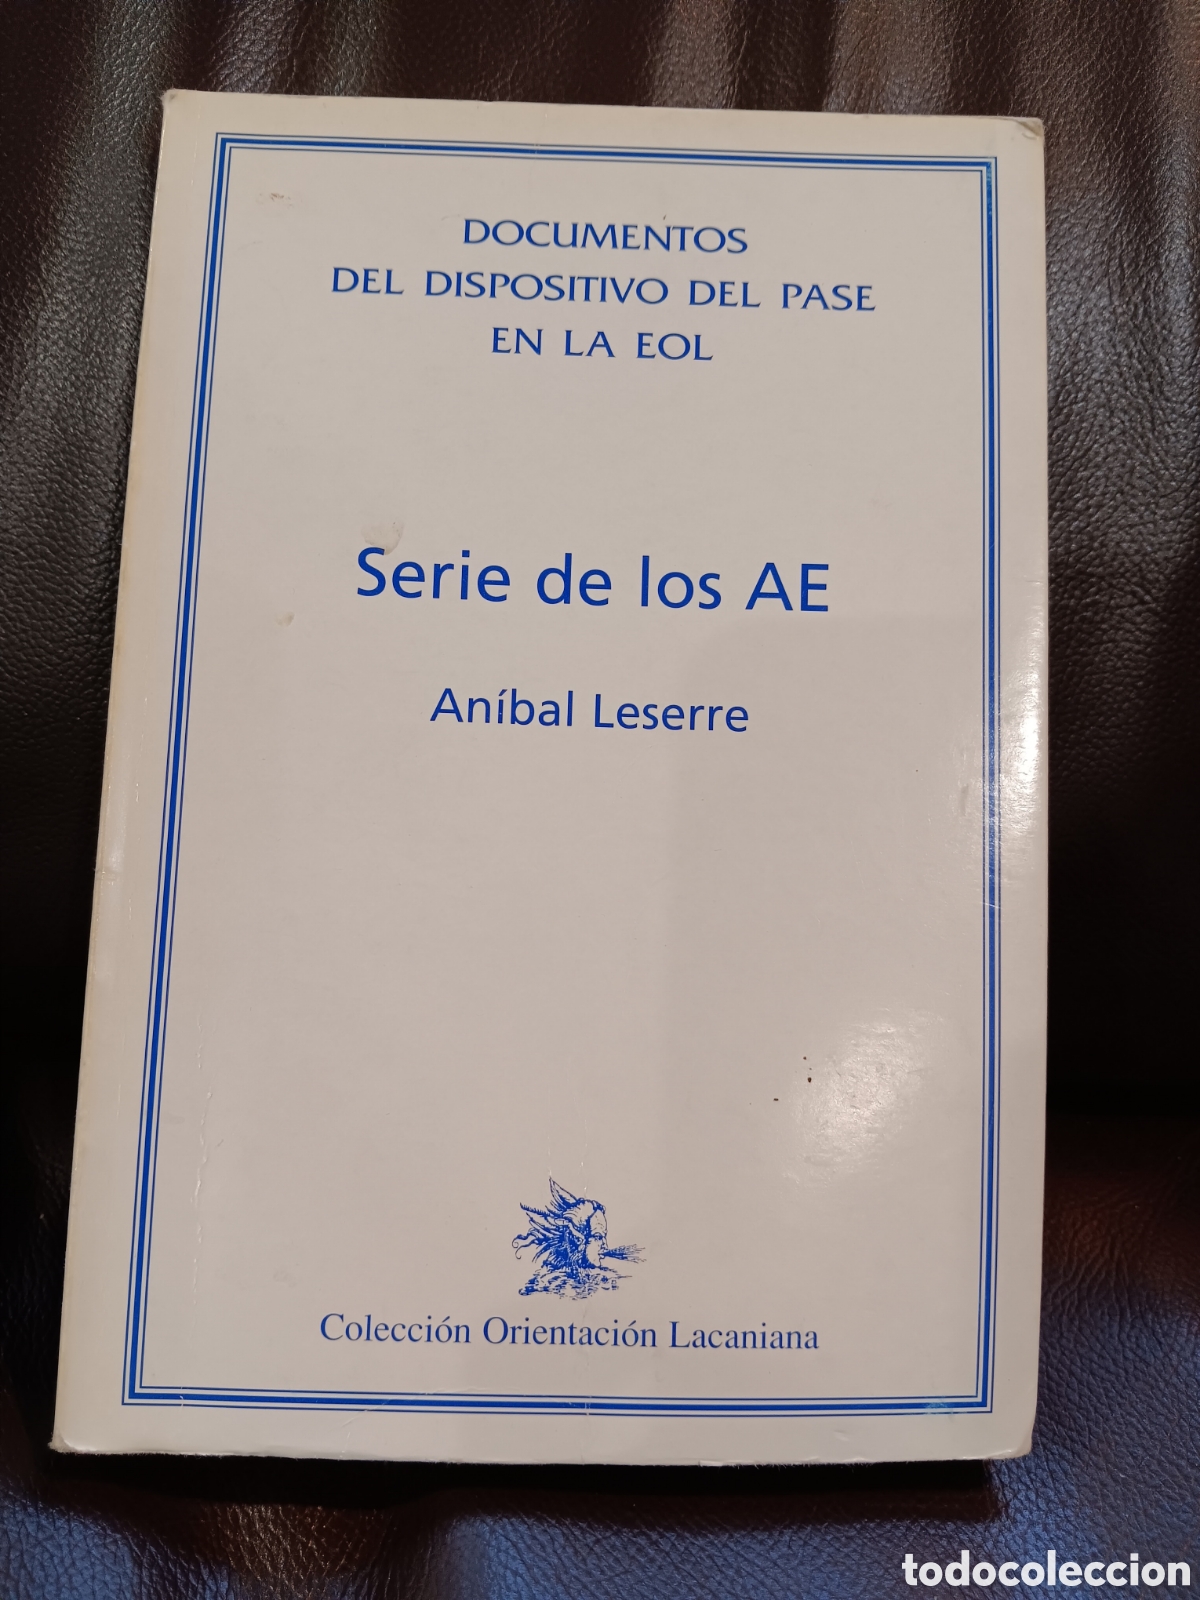 DOCUMENTOS
DEL DISPOSITIVO DEL PASE
EN LA EOL
Serie de los AE
Aníbal Leserre
Colección Orientación Lacaniana
todocoleccion